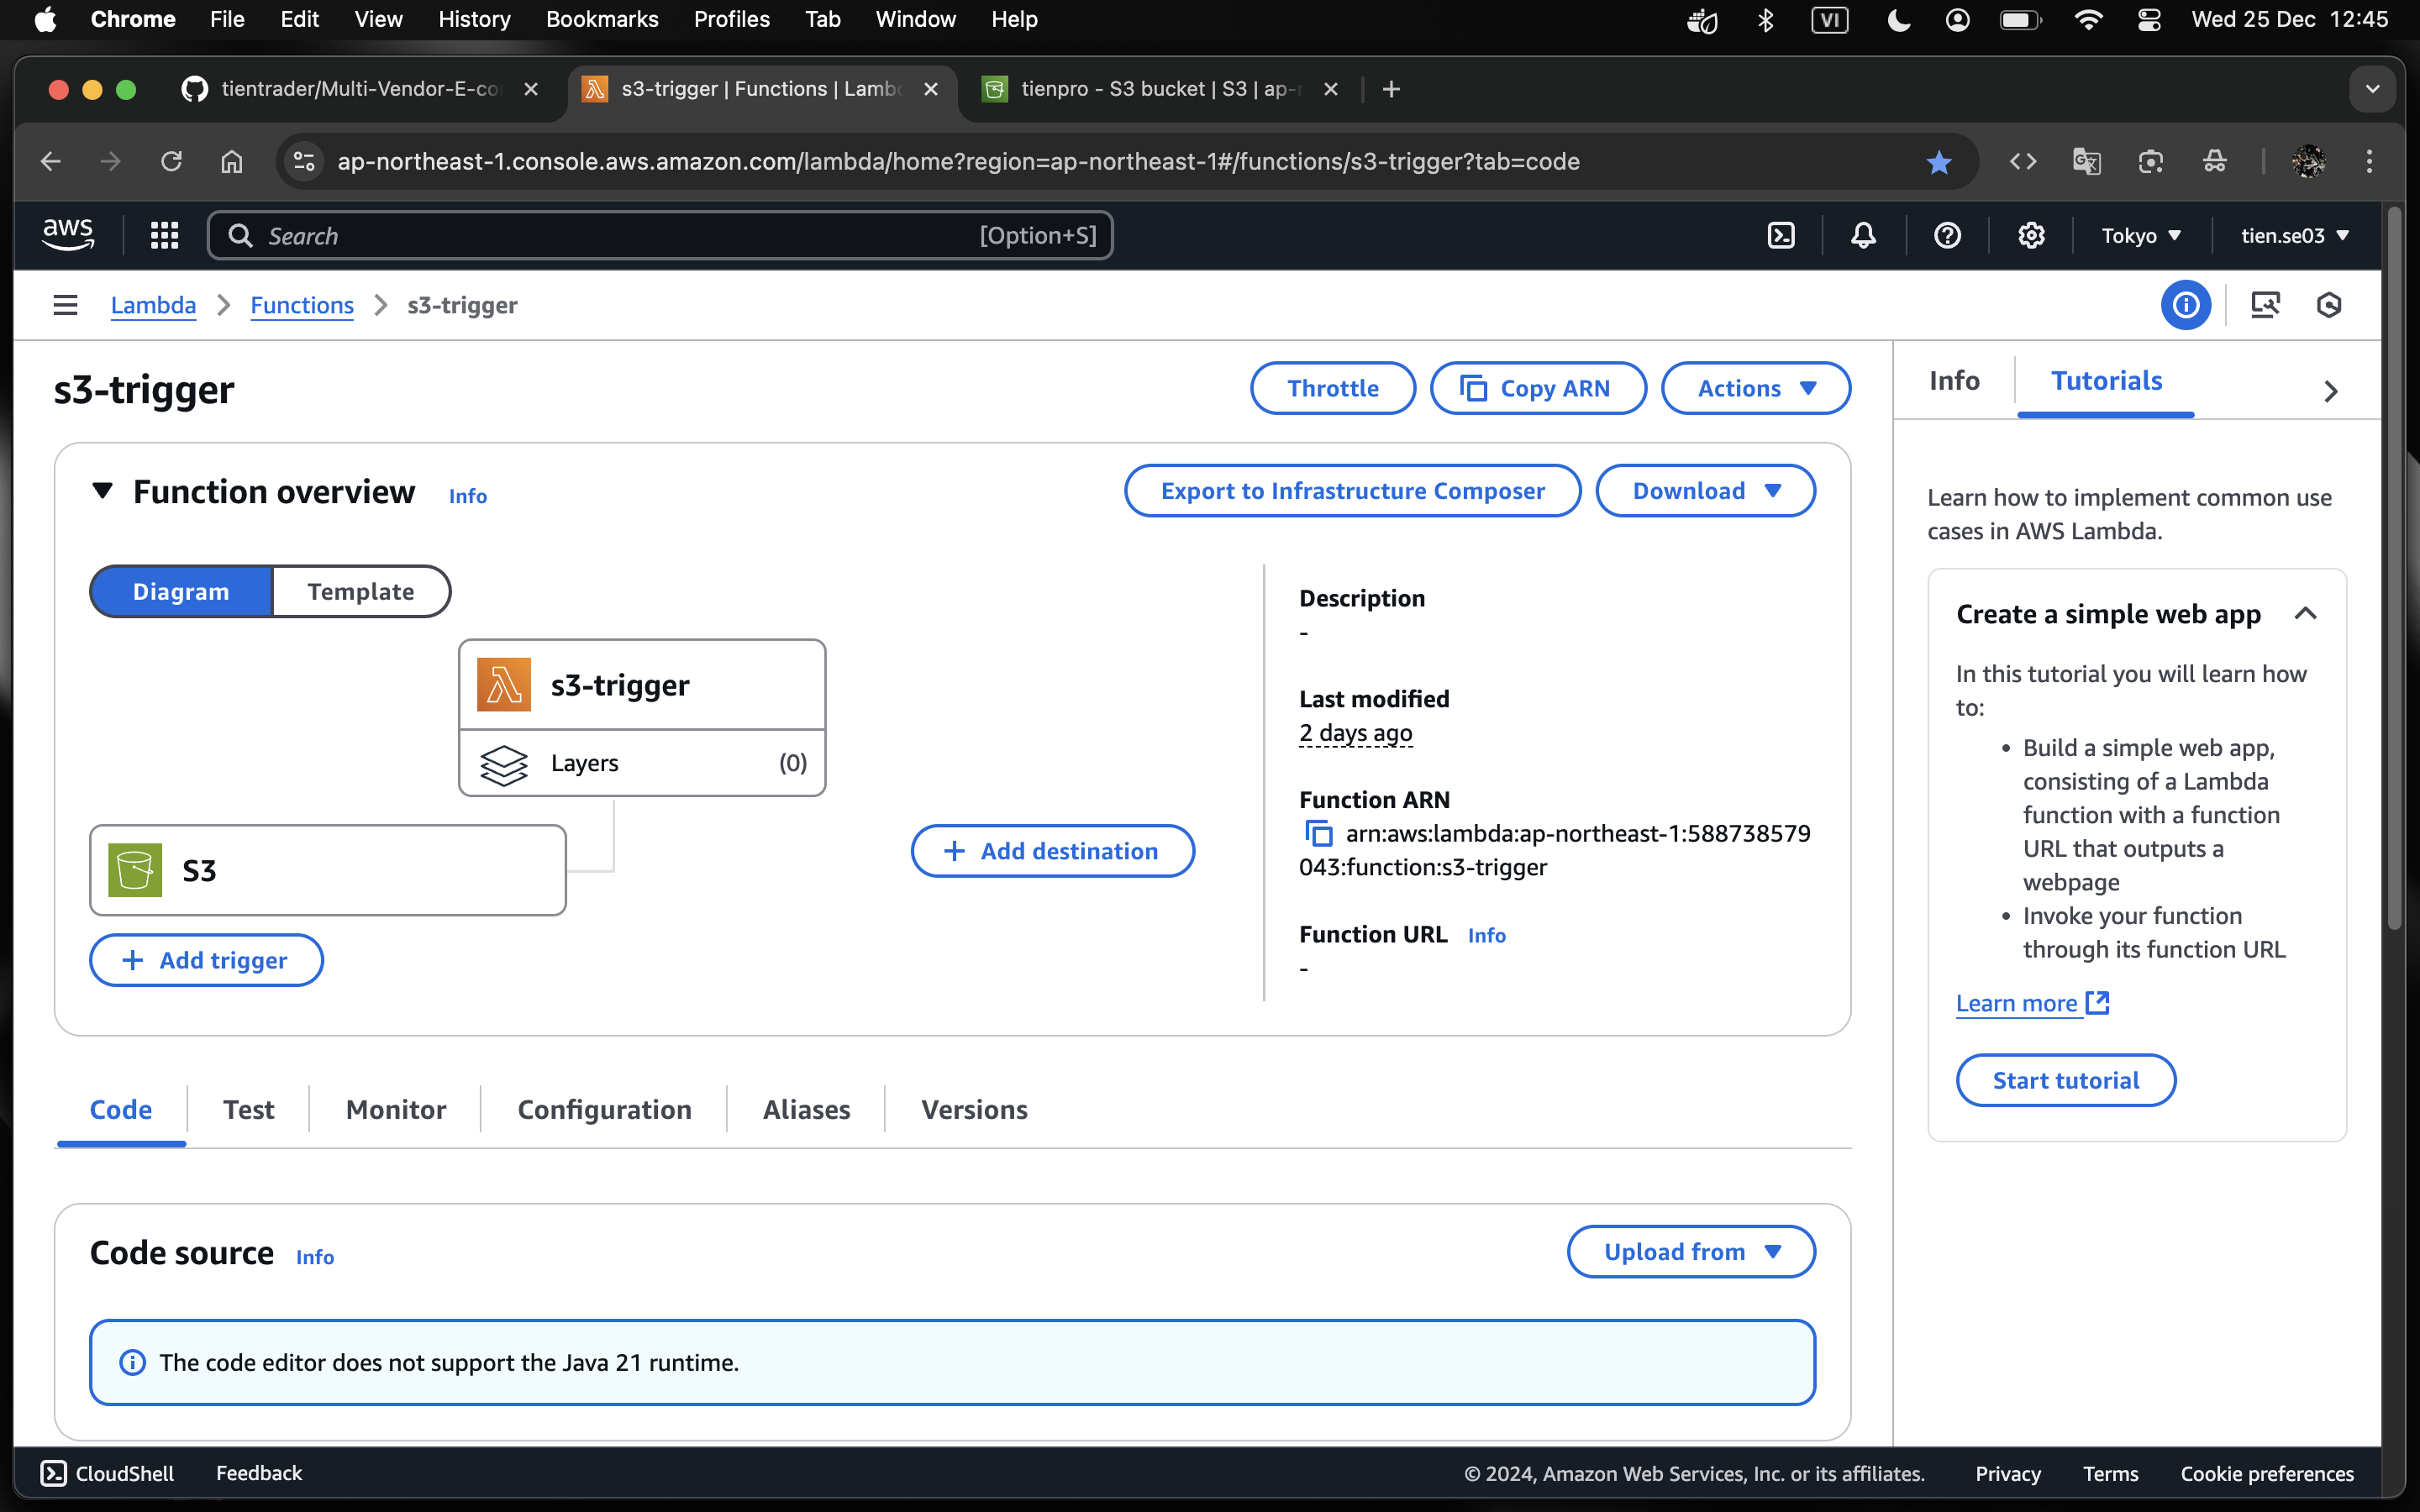 Chrome File Edit View History Bookmarks Profiles Tab Window Help VI Wed 25 Dec 12:45
tientrader/Multi-Vendor-E-co s3-trigger | Functions | Lamb tienpro - S3 bucket | S3 | ap-
ap-northeast-1.console.aws.amazon.com/lambda/home?region=ap-northeast-1#/functions/s3-trigger?tab=code
aws Search [Option+S] Tokyo tien.se03
Lambda Functions s3-trigger
s3-trigger Throttle Copy ARN Actions
Info Tutorials
Function overview Info Export to Infrastructure Composer Download
Diagram Template
s3-trigger
Layers (0)
S3
+ Add trigger
+ Add destination
Description
-
Last modified
2 days ago
Function ARN
arn:aws:lambda:ap-northeast-1:588738579
043:function:s3-trigger
Function URL Info
-
Learn how to implement common use
cases in AWS Lambda.
Create a simple web app
In this tutorial you will learn how
to:
• Build a simple web app,
consisting of a Lambda
function with a function
URL that outputs a
webpage
• Invoke your function
through its function URL
Learn more
Start tutorial
Code Test Monitor Configuration Aliases Versions
Code source Info Upload from
The code editor does not support the Java 21 runtime.
CloudShell Feedback © 2024, Amazon Web Services, Inc. or its affiliates. Privacy Terms Cookie preferences